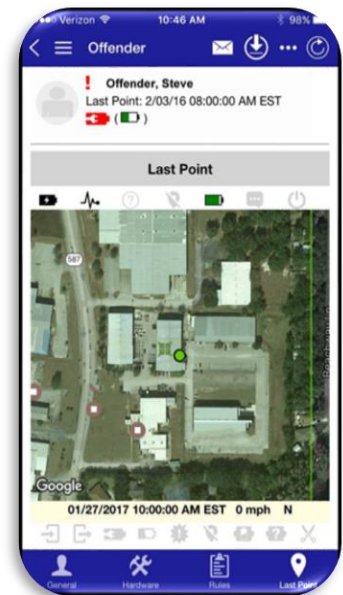 Verizon 10:46 AM 98%
Offender
Offender, Steve
Last Point: 2/03/16 08:00:00 AM EST
Last Point
587
Google
01/27/2017 10:00:00 AM EST 0 mph N
General Hardware Rules Last Point